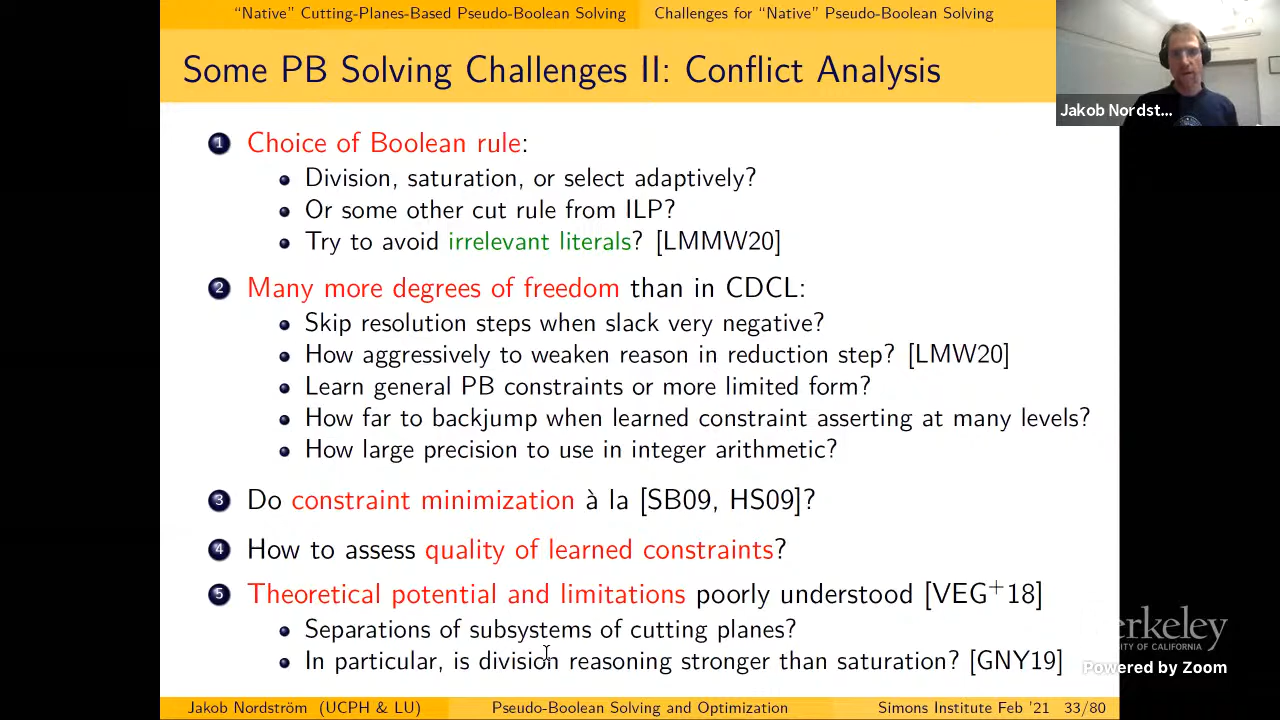 “Native” Cutting-Planes-Based Pseudo-Boolean Solving Challenges for “Native” Pseudo-Boolean Solving
Some PB Solving Challenges II: Conflict Analysis
Jakob Nordst...
1 Choice of Boolean rule:
Division, saturation, or select adaptively?
Or some other cut rule from ILP?
Try to avoid irrelevant literals? [LMMW20]
2 Many more degrees of freedom than in CDCL:
Skip resolution steps when slack very negative?
How aggressively to weaken reason in reduction step? [LMW20]
Learn general PB constraints or more limited form?
How far to backjump when learned constraint asserting at many levels?
How large precision to use in integer arithmetic?
3 Do constraint minimization à la [SB09, HS09]?
4 How to assess quality of learned constraints?
5 Theoretical potential and limitations poorly understood [VEG+18]
Separations of subsystems of cutting planes?
In particular, is division reasoning stronger than saturation? [GNY19]
erkeley
Y OF CALIFORNIA
Powered by Zoom
Jakob Nordström (UCPH & LU) Pseudo-Boolean Solving and Optimization Simons Institute Feb '21 33/80